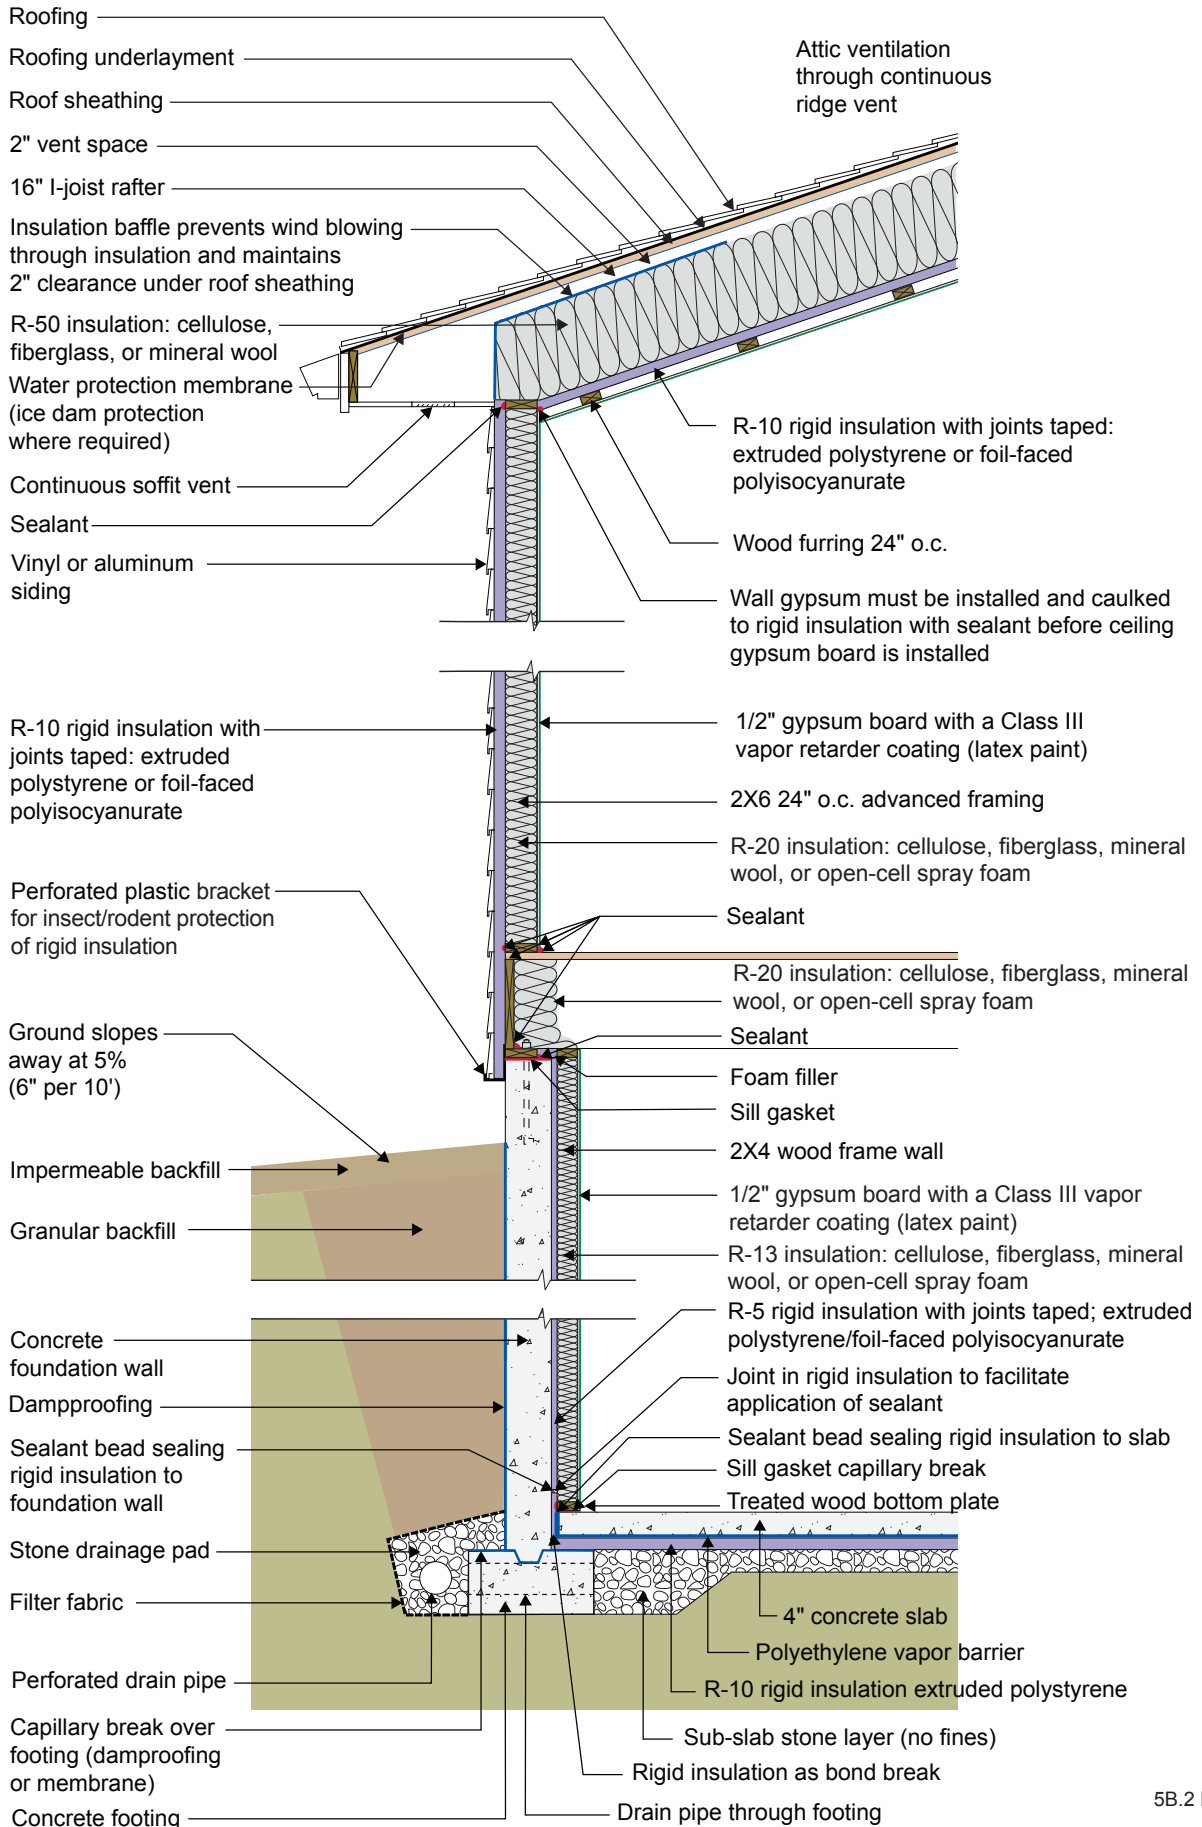 Roofing
Roofing underlayment
Roof sheathing
2" vent space
16" I-joist rafter
Insulation baffle prevents wind blowing
through insulation and maintains
2" clearance under roof sheathing
R-50 insulation: cellulose,
fiberglass, or mineral wool
Water protection membrane
(ice dam protection
where required)
Continuous soffit vent
Sealant
Vinyl or aluminum
siding
R-10 rigid insulation with
joints taped: extruded
polystyrene or foil-faced
polyisocyanurate
Perforated plastic bracket
for insect/rodent protection
of rigid insulation
Ground slopes
away at 5%
(6" per 10')
Impermeable backfill
Granular backfill
Concrete
foundation wall
Dampproofing
Sealant bead sealing
rigid insulation to
foundation wall
Stone drainage pad
Filter fabric
Perforated drain pipe
Capillary break over
footing (damproofing
or membrane)
Concrete footing
Attic ventilation
through continuous
ridge vent
R-10 rigid insulation with joints taped:
extruded polystyrene or foil-faced
polyisocyanurate
Wood furring 24" o.c.
Wall gypsum must be installed and caulked
to rigid insulation with sealant before ceiling
gypsum board is installed
1/2" gypsum board with a Class III
vapor retarder coating (latex paint)
2X6 24" o.c. advanced framing
R-20 insulation: cellulose, fiberglass, mineral
wool, or open-cell spray foam
Sealant
R-20 insulation: cellulose, fiberglass, mineral
wool, or open-cell spray foam
Sealant
Foam filler
Sill gasket
2X4 wood frame wall
1/2" gypsum board with a Class III vapor
retarder coating (latex paint)
R-13 insulation: cellulose, fiberglass, mineral
wool, or open-cell spray foam
R-5 rigid insulation with joints taped; extruded
polystyrene/foil-faced polyisocyanurate
Joint in rigid insulation to facilitate
application of sealant
Sealant bead sealing rigid insulation to slab
Sill gasket capillary break
Treated wood bottom plate
4" concrete slab
Polyethylene vapor barrier
R-10 rigid insulation extruded polystyrene
Sub-slab stone layer (no fines)
Rigid insulation as bond break
Drain pipe through footing
5B.2